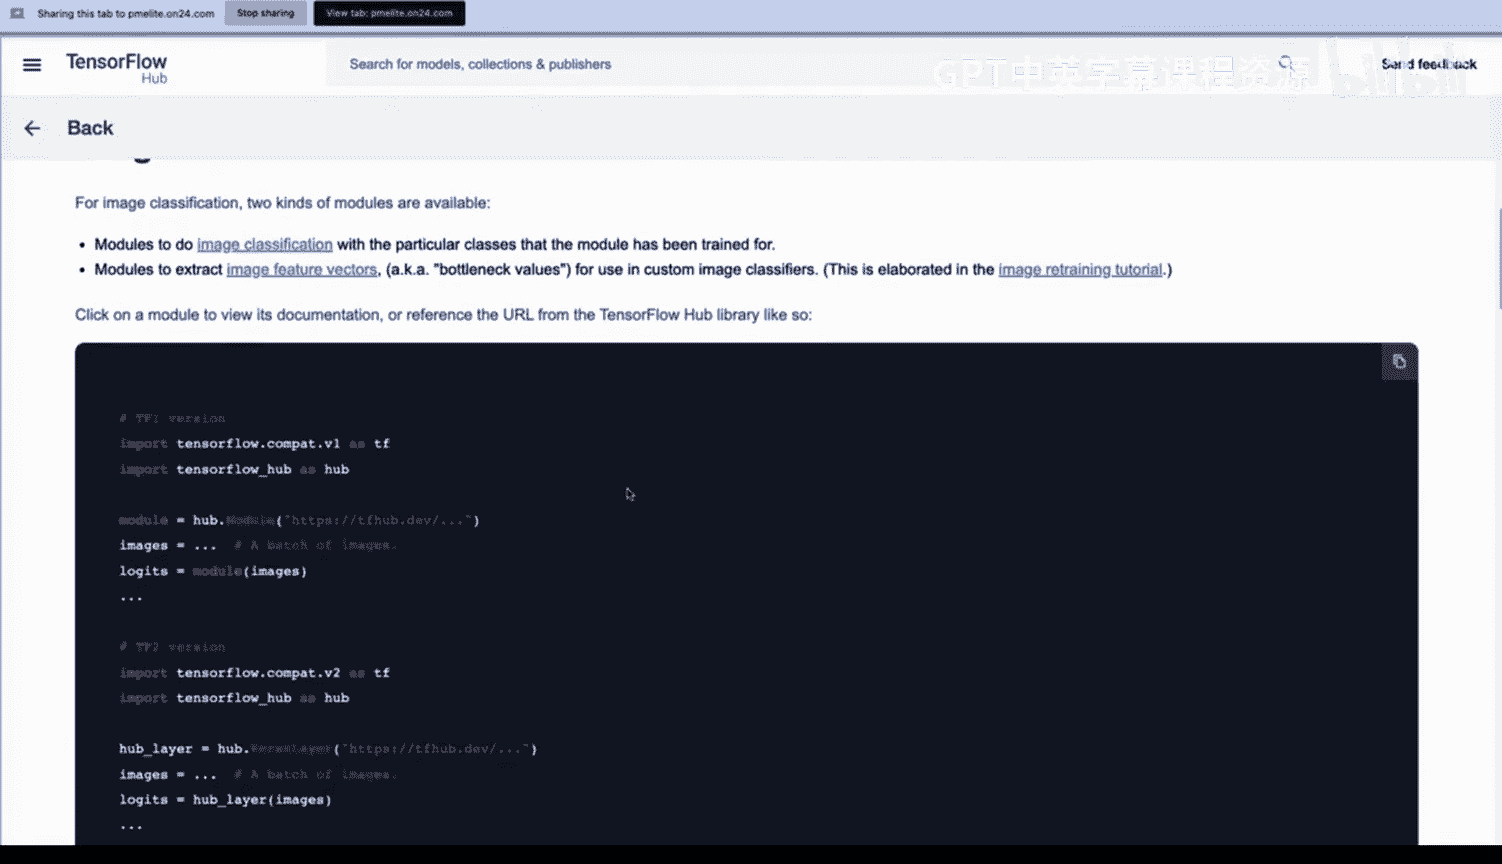 Sharing this tab to pmelite.on24.com Stop sharing View tab: pmelite.on24.com
TensorFlow
Hub
Search for models, collections & publishers
Send feedback
GPT中英字幕课程资源 bilibili
Back
For image classification, two kinds of modules are available:
• Modules to do image classification with the particular classes that the module has been trained for.
• Modules to extract image feature vectors, (a.k.a. "bottleneck values") for use in custom image classifiers. (This is elaborated in the image retraining tutorial.)
Click on a module to view its documentation, or reference the URL from the TensorFlow Hub library like so:
# TF1 version
import tensorflow.compat.v1 as tf
import tensorflow_hub as hub
module = hub.Module("https://tfhub.dev/...")
images = ... # A batch of images.
logits = module(images)
...
# TF2 version
import tensorflow.compat.v2 as tf
import tensorflow_hub as hub
hub_layer = hub.KerasLayer("https://tfhub.dev/...")
images = ... # A batch of images.
logits = hub_layer(images)
...